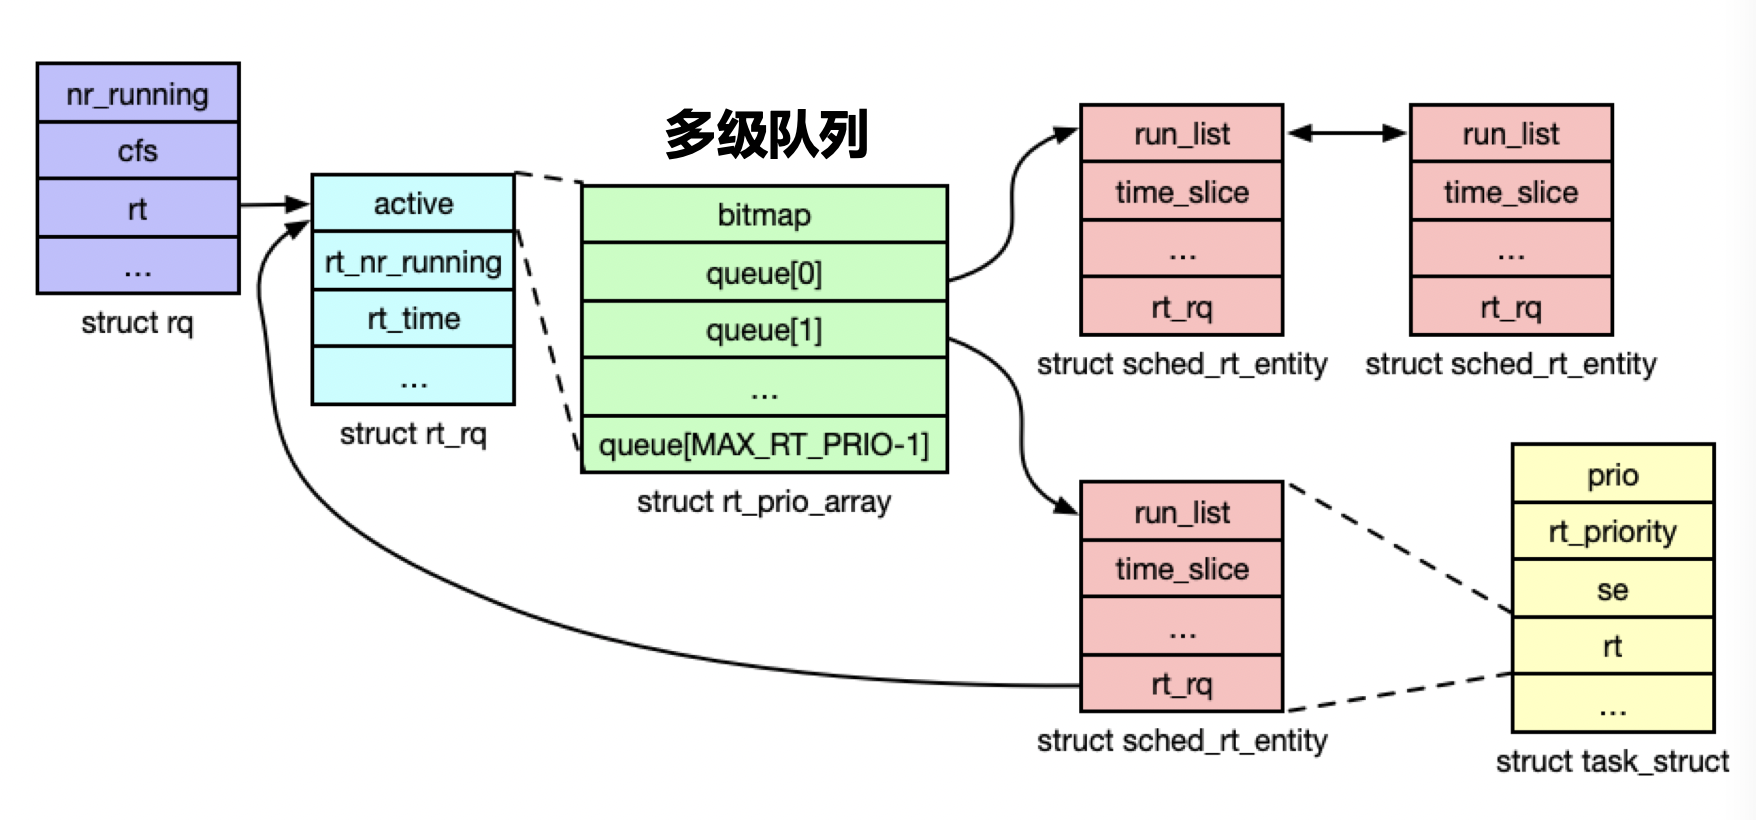 nr_running
cfs
rt
...
struct rq
active
rt_nr_running
rt_time
...
struct rt_rq
多级队列
bitmap
queue[0]
queue[1]
...
queue[MAX_RT_PRIO-1]
struct rt_prio_array
run_list
time_slice
...
rt_rq
struct sched_rt_entity
run_list
time_slice
...
rt_rq
struct sched_rt_entity
run_list
time_slice
...
rt_rq
struct sched_rt_entity
prio
rt_priority
se
rt
...
struct task_struct